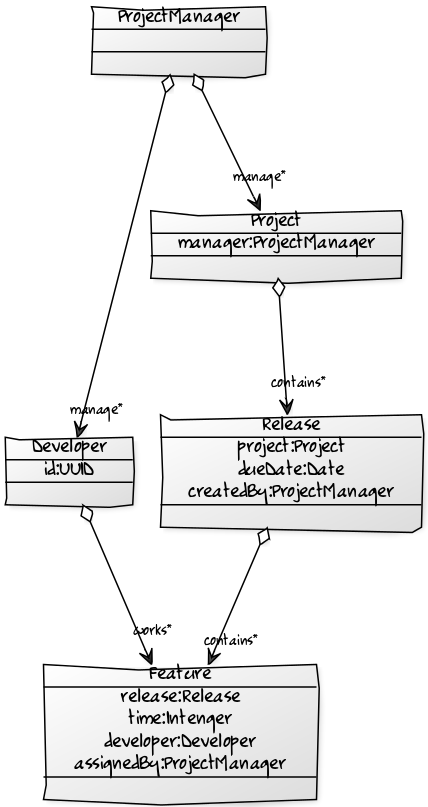 ProjectManager
manage*
Project
manager:ProjectManager
contains*
manage*
Release
project:Project
dueDate:Date
createdBy:ProjectManager
Developer
id:UUID
works*
contains*
Feature
release:Release
time:Intenger
developer:Developer
assignedBy:ProjectManager